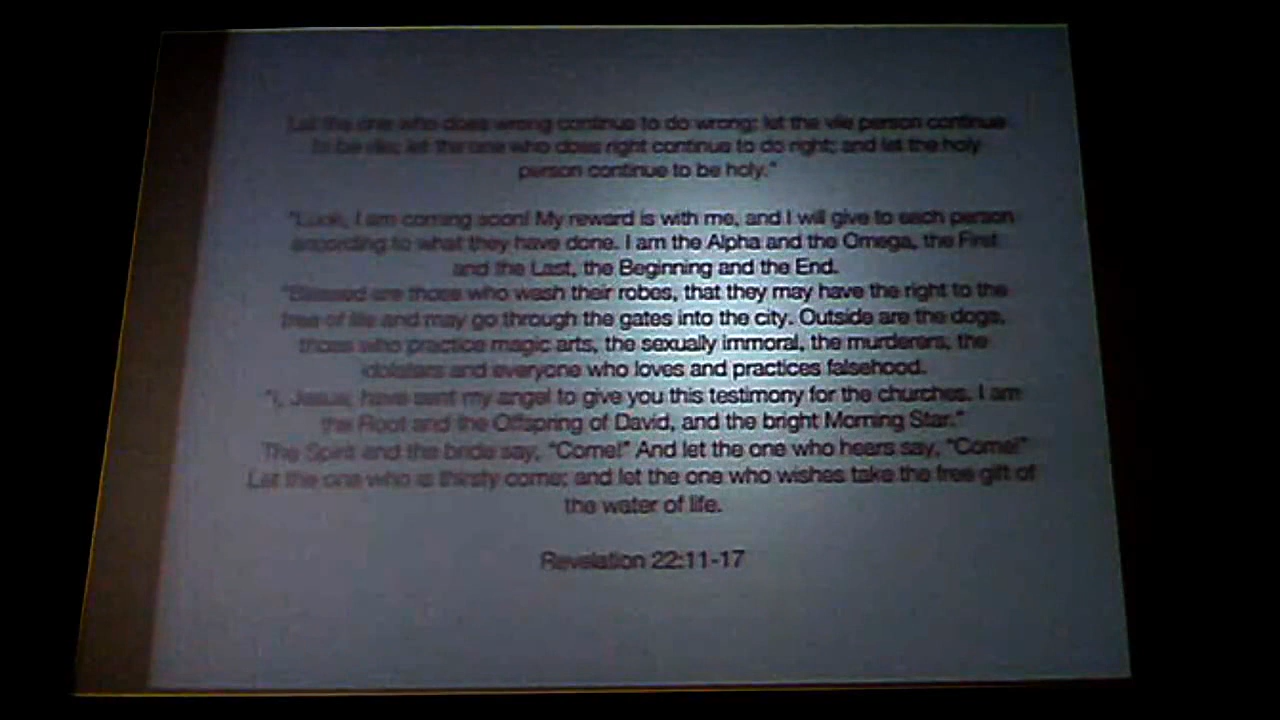 Let the one who does wrong continue to do wrong; let the vile person continue
to be vile; let the one who does right continue to do right; and let the holy
person continue to be holy."
"Look, I am coming soon! My reward is with me, and I will give to each person
according to what they have done. I am the Alpha and the Omega, the First
and the Last, the Beginning and the End.
"Blessed are those who wash their robes, that they may have the right to the
tree of life and may go through the gates into the city. Outside are the dogs,
those who practice magic arts, the sexually immoral, the murderers, the
idolaters and everyone who loves and practices falsehood.
"I, Jesus, have sent my angel to give you this testimony for the churches. I am
the Root and the Offspring of David, and the bright Morning Star."
The Spirit and the bride say, "Come!" And let the one who hears say, "Come!"
Let the one who is thirsty come; and let the one who wishes take the free gift of
the water of life.
Revelation 22:11-17